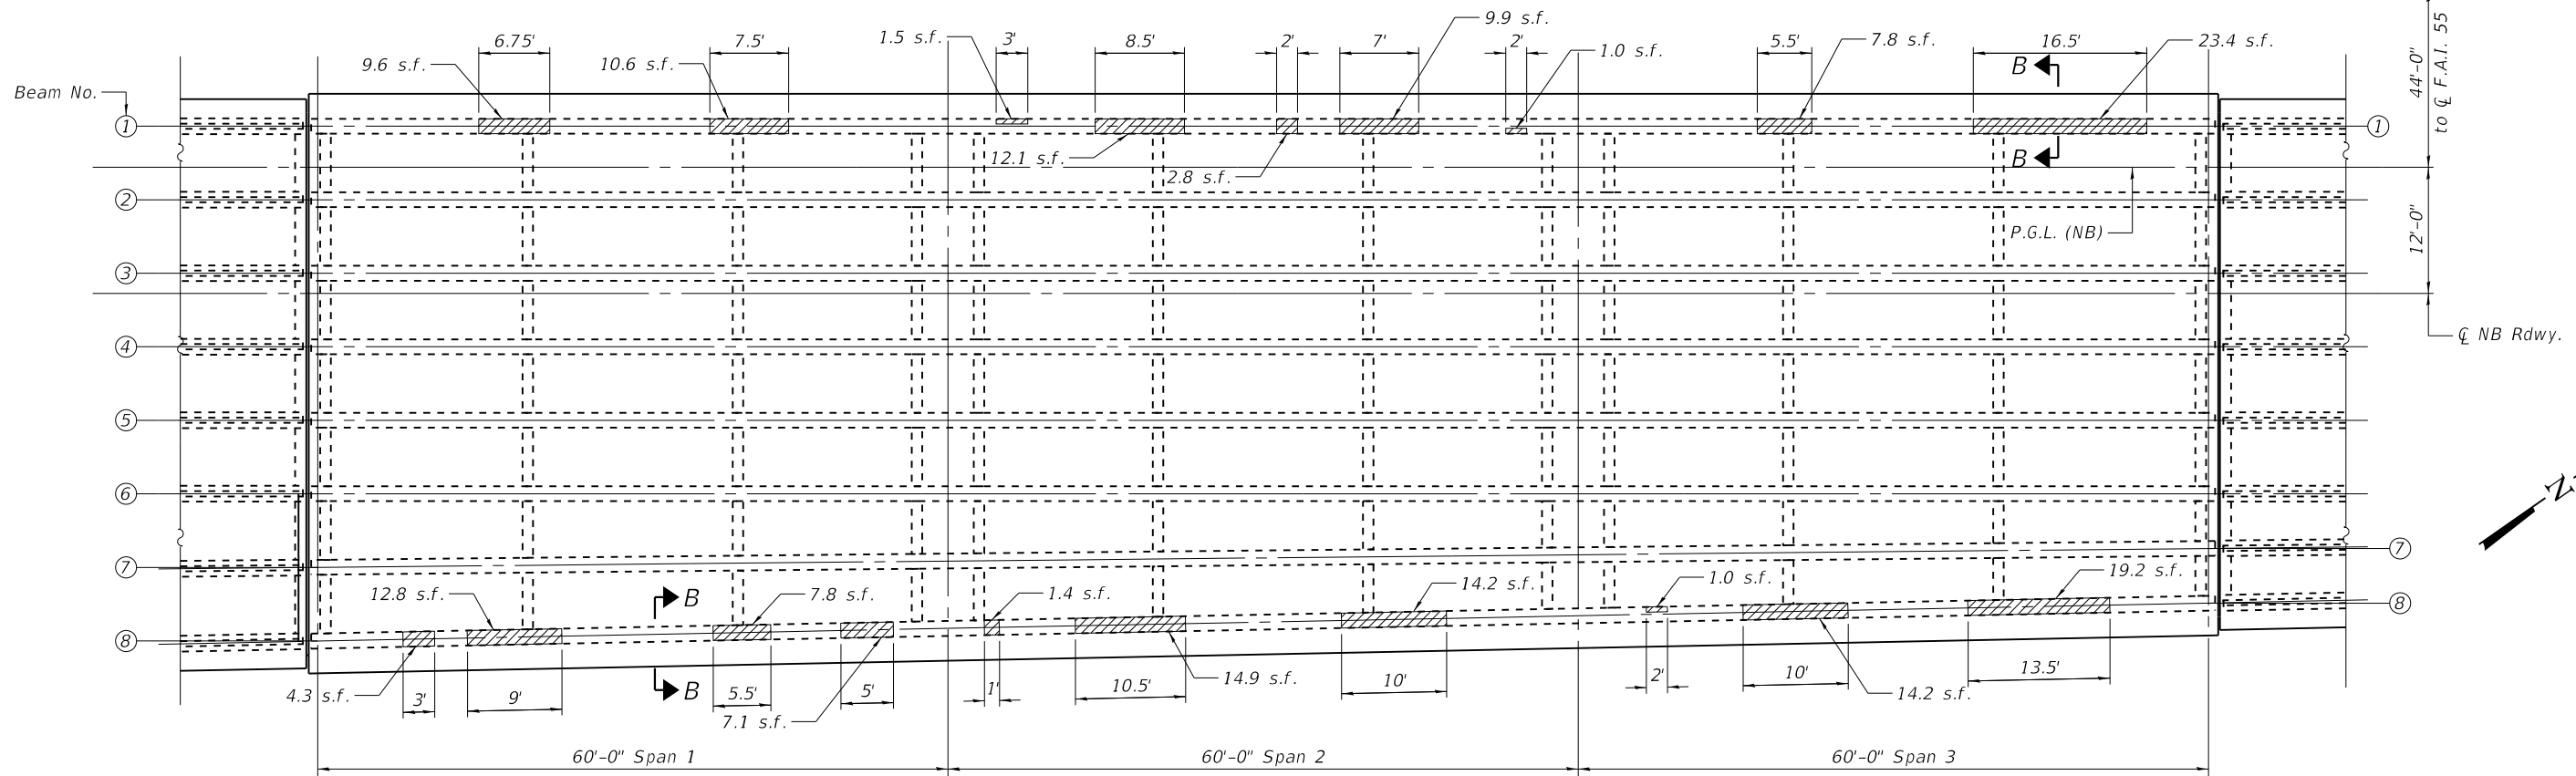 9.9 s.f.
1.5 s.f.
6.75'
7.5'
3'
8.5'
2'
7'
2'
1.0 s.f.
5.5'
7.8 s.f.
16.5'
23.4 s.f.
9.6 s.f.
10.6 s.f.
B
44'-0"
to ℄ F.A.I. 55
Beam No.
1
1
12.1 s.f.
2.8 s.f.
B
2
P.G.L. (NB)
12'-0"
3
℄ NB Rdwy.
4
5
6
N
7
7
12.8 s.f.
B
7.8 s.f.
1.4 s.f.
14.2 s.f.
1.0 s.f.
19.2 s.f.
8
8
4.3 s.f.
3'
9'
B
5.5'
7.1 s.f.
5'
1'
10.5'
14.9 s.f.
10'
2'
10'
14.2 s.f.
13.5'
60'-0" Span 1
60'-0" Span 2
60'-0" Span 3